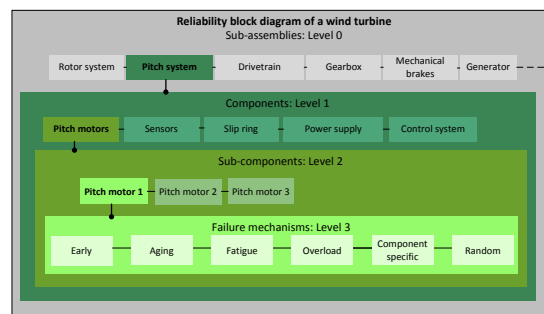 Reliability block diagram of a wind turbine
Sub-assemblies: Level 0
Rotor system
Pitch system
Drivetrain
Gearbox
Mechanical
brakes
Generator
Components: Level 1
Pitch motors
Sensors
Slip ring
Power supply
Control system
Sub-components: Level 2
Pitch motor 1
Pitch motor 2
Pitch motor 3
Failure mechanisms: Level 3
Early
Aging
Fatigue
Overload
Component
specific
Random